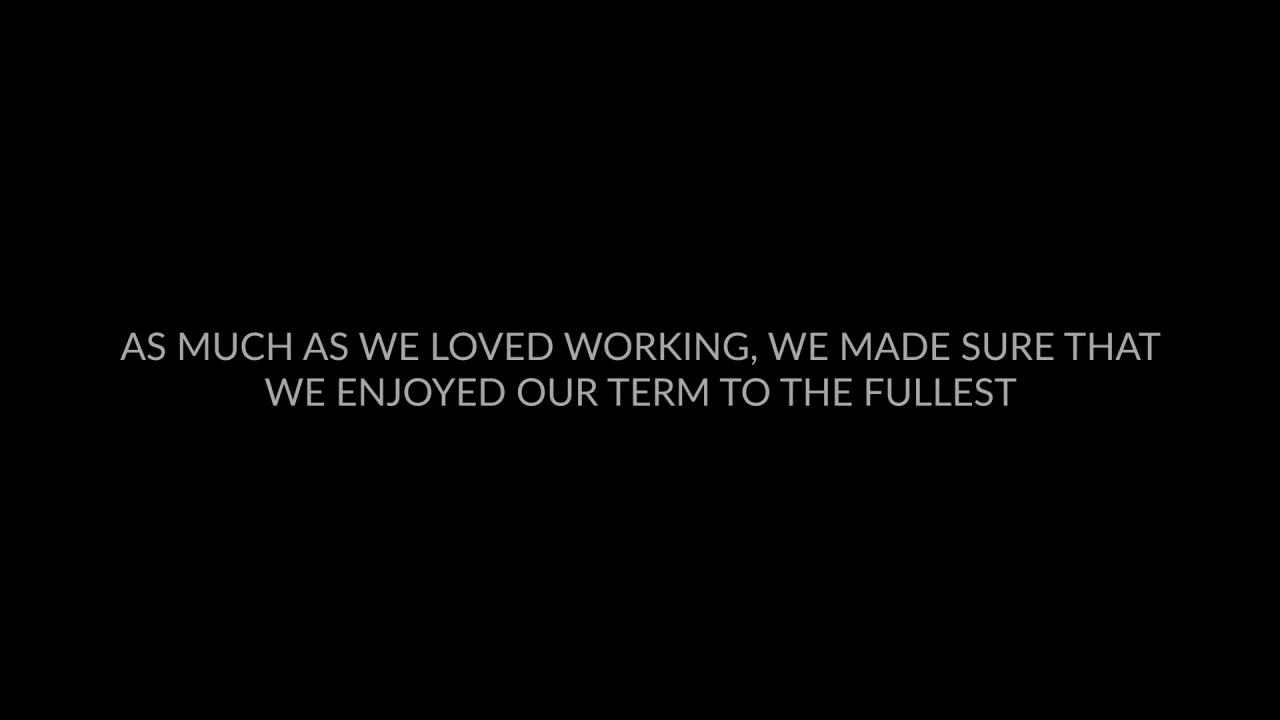 AS MUCH AS WE LOVED WORKING, WE MADE SURE THAT
WE ENJOYED OUR TERM TO THE FULLEST